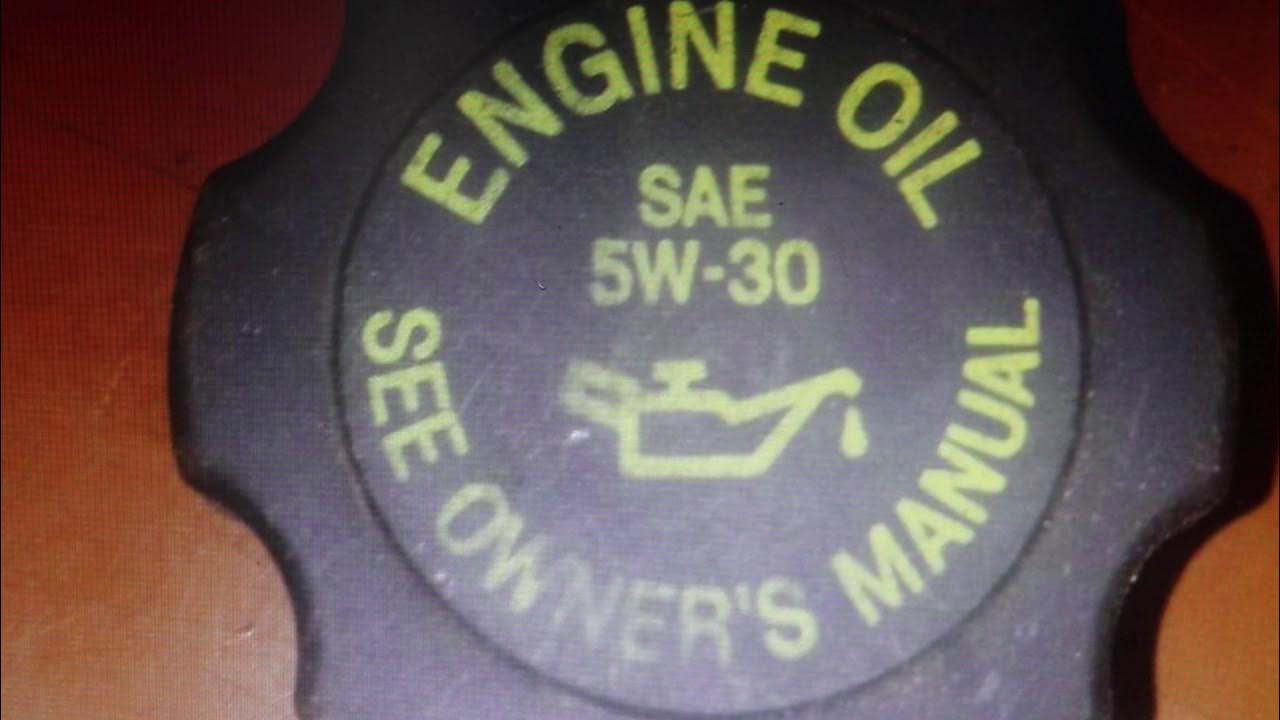 ENGINE OIL
SAE
5W-30
SEE OWNER'S MANUAL